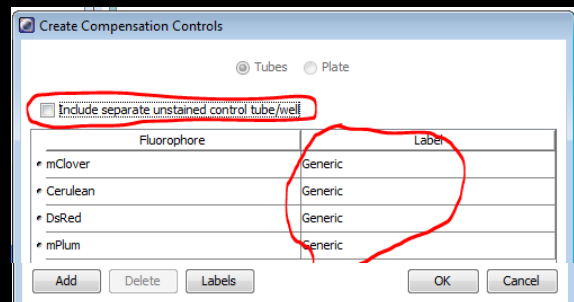 Create Compensation Controls
Tubes Plate
Include separate unstained control tube/well
Fluorophore Label
mClover Generic
Cerulean Generic
DsRed Generic
mPlum Generic
Add Delete Labels OK Cancel